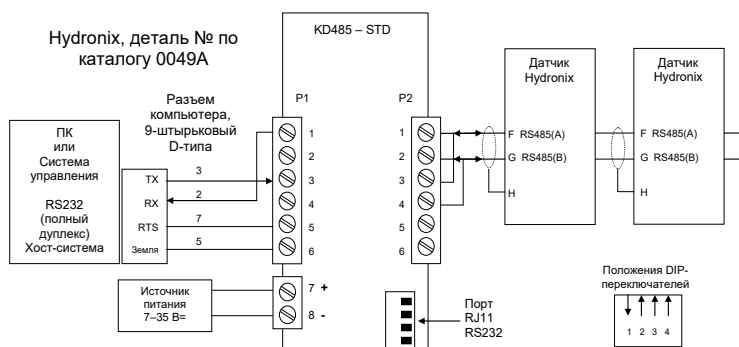 Hydronix, деталь № по
каталогу 0049A
KD485 – STD
Датчик
Hydronix
Датчик
Hydronix
Разъем
компьютера,
9-штырьковый
D-типа
P1
P2
ПК
или
Система
управления
RS232
(полный
дуплекс)
Хост-система
TX
RX
RTS
Земля
3
2
7
5
1
2
3
4
5
6
1
2
3
4
5
6
F RS485(A)
G RS485(B)
H
F RS485(A)
G RS485(B)
H
Источник
питания
7–35 В=
7 +
8 -
Порт
RJ11
RS232
Положения DIP-
переключателей
1 2 3 4